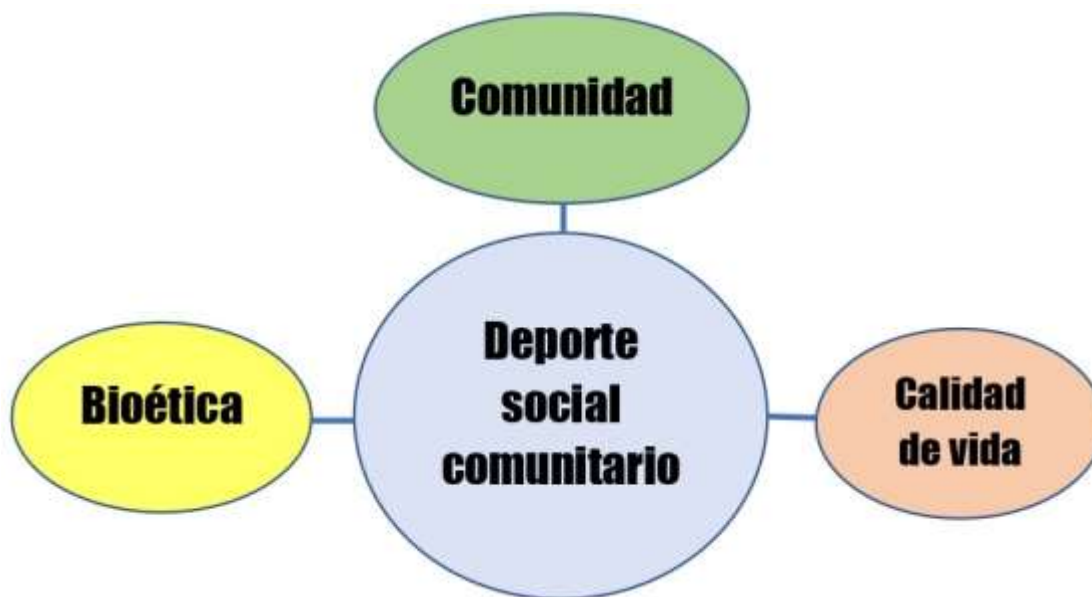 Comunidad
Bioética
Deporte
social
comunitario
Calidad
de vida